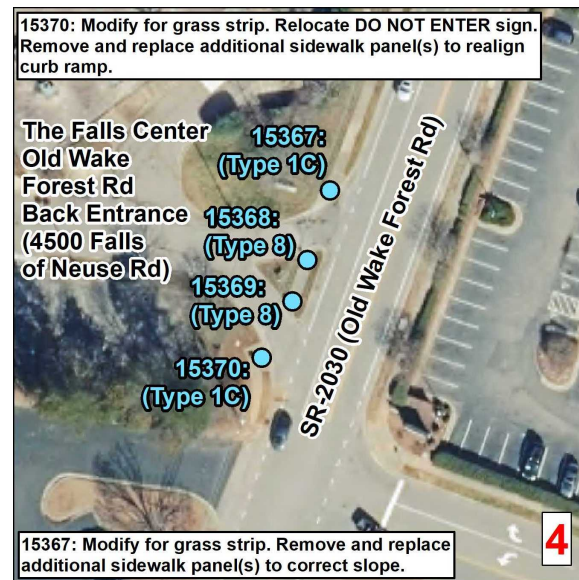 15370: Modify for grass strip. Relocate DO NOT ENTER sign.
Remove and replace additional sidewalk panel(s) to realign
curb ramp.
The Falls Center
Old Wake
Forest Rd
Back Entrance
(4500 Falls
of Neuse Rd)
15367:
(Type 1C)
15368:
(Type 8)
15369:
(Type 8)
15370:
(Type 1C)
SR-2030 (Old Wake Forest Rd)
15367: Modify for grass strip. Remove and replace
additional sidewalk panel(s) to correct slope.
4